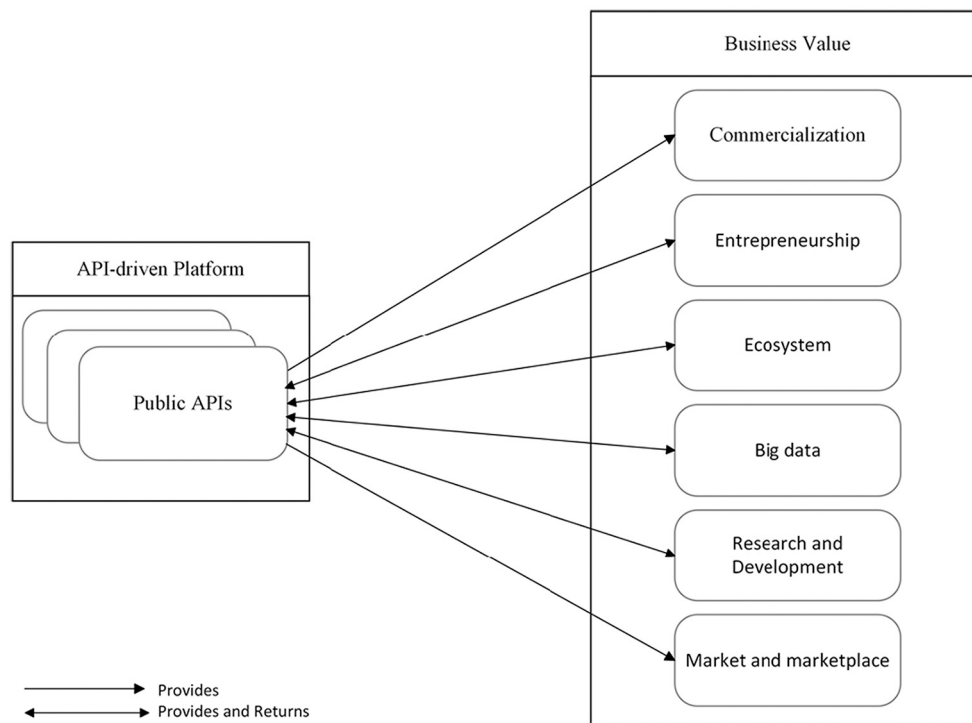 Business Value
Commercialization
Entrepreneurship
API-driven Platform
Ecosystem
Public APIs
Big data
Research and
Development
Market and marketplace
Provides
Provides and Returns